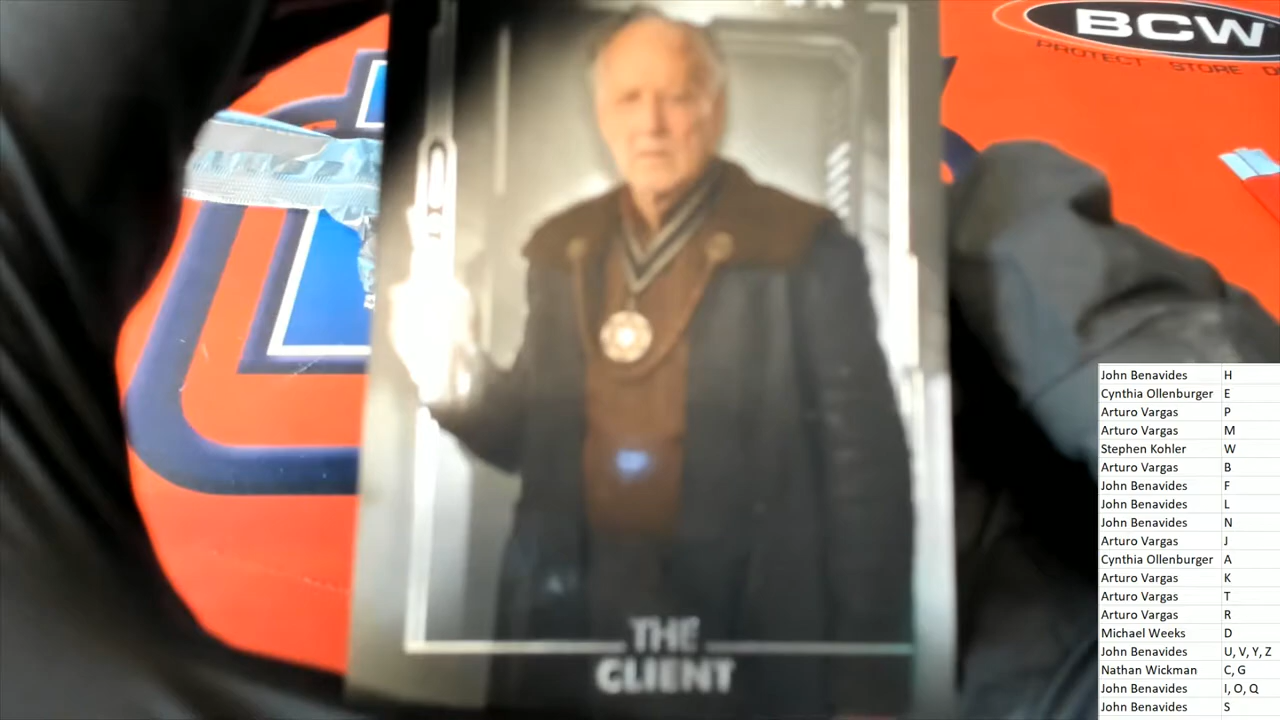 BCW
PROTECT STORE
THE
CLIENT
John Benavides H
Cynthia Ollenburger E
Arturo Vargas P
Arturo Vargas M
Stephen Kohler W
Arturo Vargas B
John Benavides F
John Benavides L
John Benavides N
Arturo Vargas J
Cynthia Ollenburger A
Arturo Vargas K
Arturo Vargas T
Arturo Vargas R
Michael Weeks D
John Benavides U, V, Y, Z
Nathan Wickman C, G
John Benavides I, O, Q
John Benavides S